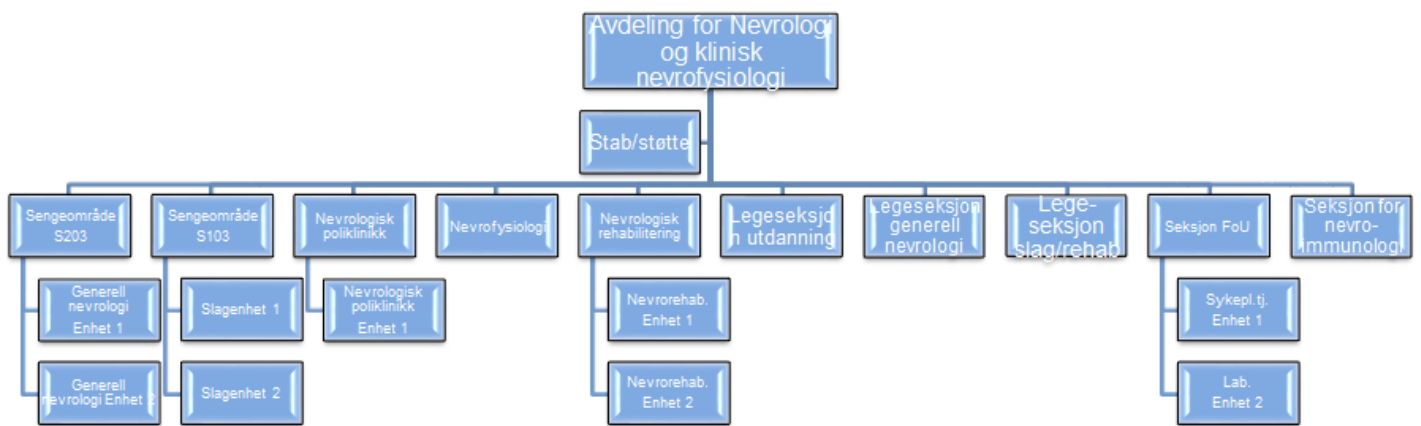 Avdeling for Nevrologi
og klinisk
nevrofysiologi
Stab/støtte
Sengeområde
S203
Sengeområde
S103
Nevrologisk
poliklinikk
Nevrofysiologi
Nevrologisk
rehabilitering
Legeseksjo
n utdanning
Legeseksjon
generell
nevrologi
Lege-
seksjon
slag/rehab
Seksjon FoU
Seksjon for
nevro-
immunologi
Generell
nevrologi
Enhet 1
Slagenhet 1
Nevrologisk
poliklinikk
Enhet 1
Nevrorehab.
Enhet 1
Sykepl.tj.
Enhet 1
Generell
nevrologi Enhet 2
Slagenhet 2
Nevrorehab.
Enhet 2
Lab.
Enhet 2